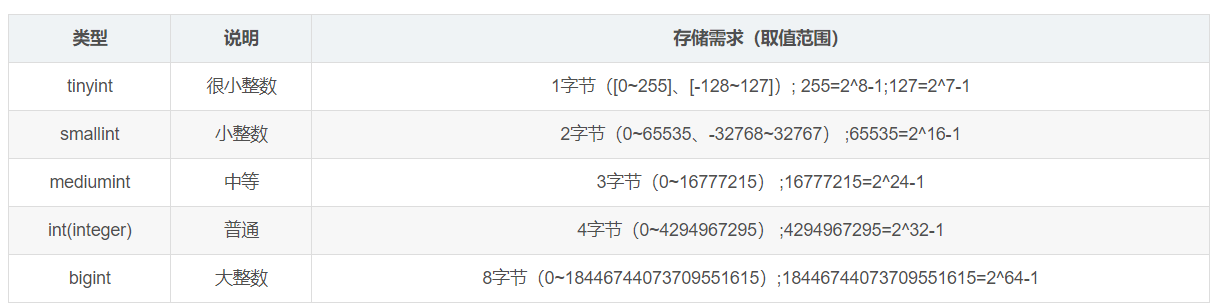 类型 说明 存储需求（取值范围）
tinyint 很小整数 1字节（[0~255]、[-128~127]）; 255=2^8-1;127=2^7-1
smallint 小整数 2字节（0~65535、-32768~32767） ;65535=2^16-1
mediumint 中等 3字节（0~16777215） ;16777215=2^24-1
int(integer) 普通 4字节（0~4294967295） ;4294967295=2^32-1
bigint 大整数 8字节（0~18446744073709551615）;18446744073709551615=2^64-1